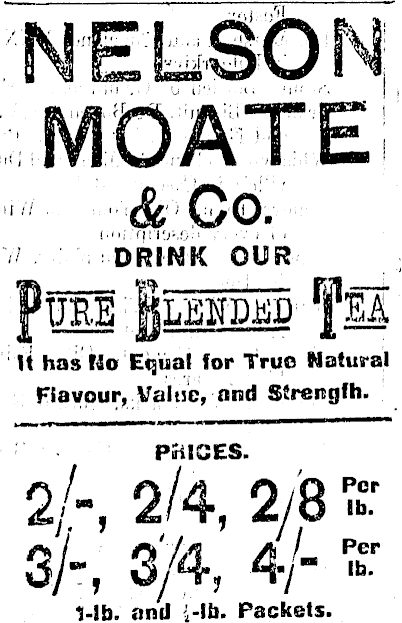 NELSON
MOATE
& Co.
DRINK OUR
PURE BLENDED TEA
It has No Equal for True Natural
Flavour, Value, and Strength.
PRICES.
2/-, 2/4, 2/8 Per lb.
3/-, 3/4, 4/- Per lb.
1-lb. and -lb. Packets.